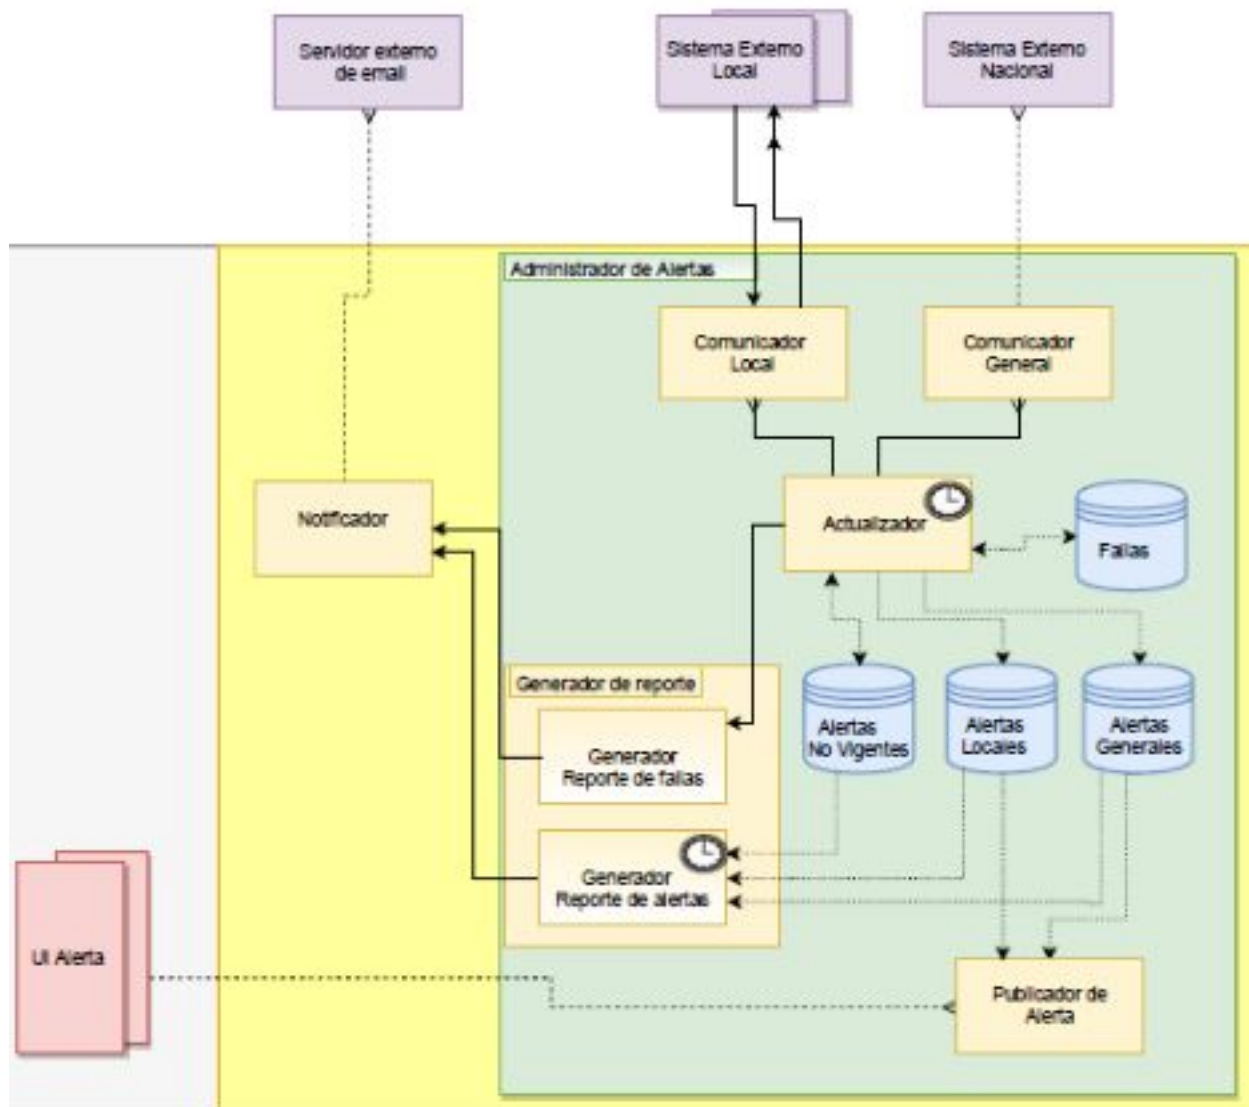 Servidor externo
de email
Sistema Externo
Local
Sistema Externo
Nacional
Administrador de Alertas
Comunicador
Local
Comunicador
General
Notificador
Actualizador
Fallas
Generador de reporte
Alertas
No Vigentes
Alertas
Locales
Alertas
Generales
Generador
Reporte de fallas
Generador
Reporte de alertas
UI Alerta
Publicador de
Alerta